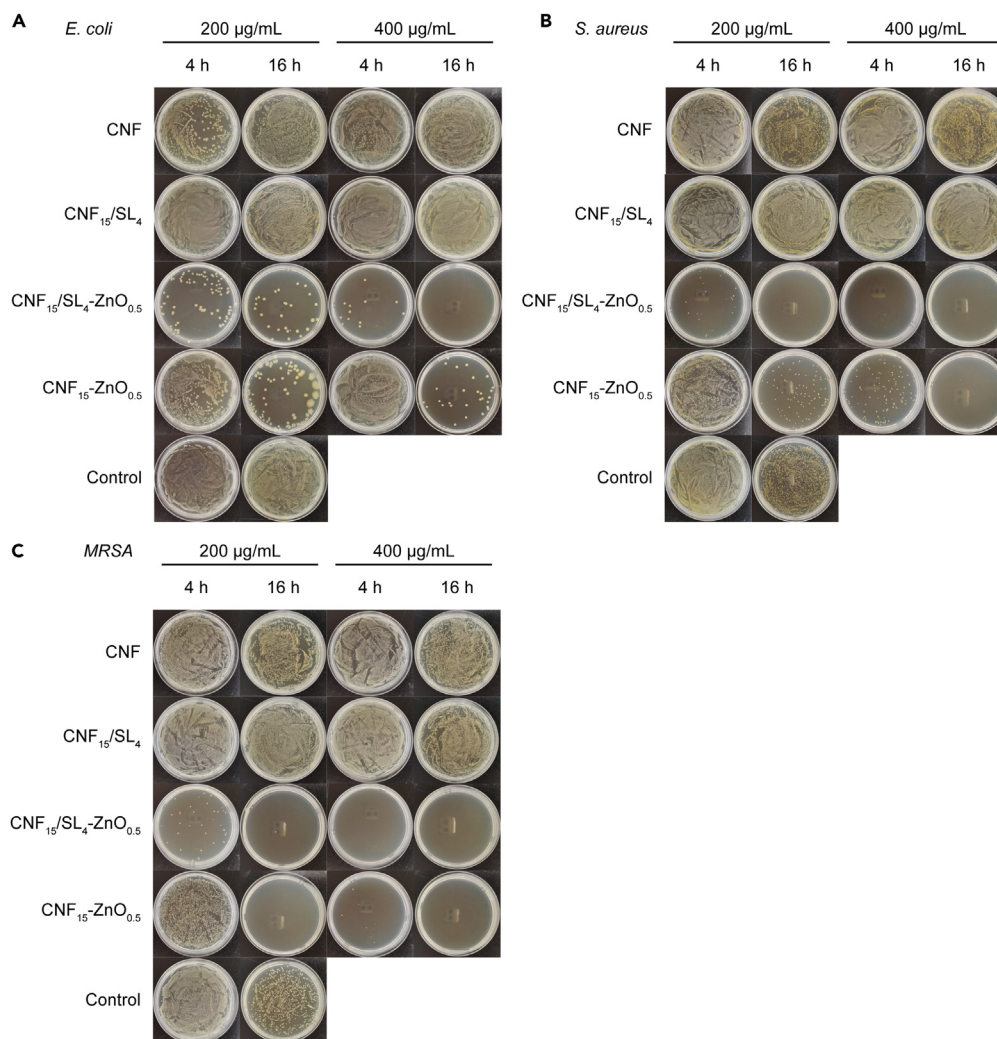 A E. coli 200 µg/mL 400 µg/mL
4 h 16 h 4 h 16 h
CNF
CNF₁₅/SL₄
CNF₁₅/SL₄-ZnO₀.₅
CNF₁₅-ZnO₀.₅
Control
B S. aureus 200 µg/mL 400 µg/mL
4 h 16 h 4 h 16 h
CNF
CNF₁₅/SL₄
CNF₁₅/SL₄-ZnO₀.₅
CNF₁₅-ZnO₀.₅
Control
C MRSA 200 µg/mL 400 µg/mL
4 h 16 h 4 h 16 h
CNF
CNF₁₅/SL₄
CNF₁₅/SL₄-ZnO₀.₅
CNF₁₅-ZnO₀.₅
Control